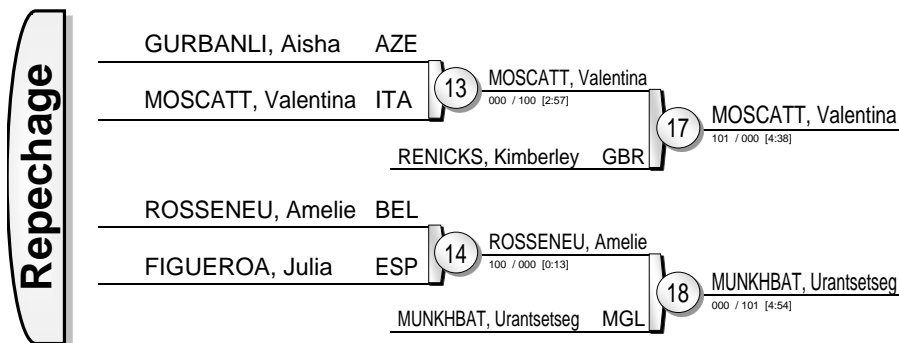 Repechage
GURBANLI, Aisha AZE
MOSCATT, Valentina ITA
13
MOSCATT, Valentina
000 / 100 [2:57]
RENICKS, Kimberley GBR
17
MOSCATT, Valentina
101 / 000 [4:38]
ROSSENEU, Amelie BEL
FIGUEROA, Julia ESP
14
ROSSENEU, Amelie
100 / 000 [0:13]
MUNKHBAT, Urantsetseg MGL
18
MUNKHBAT, Urantsetseg
000 / 101 [4:54]